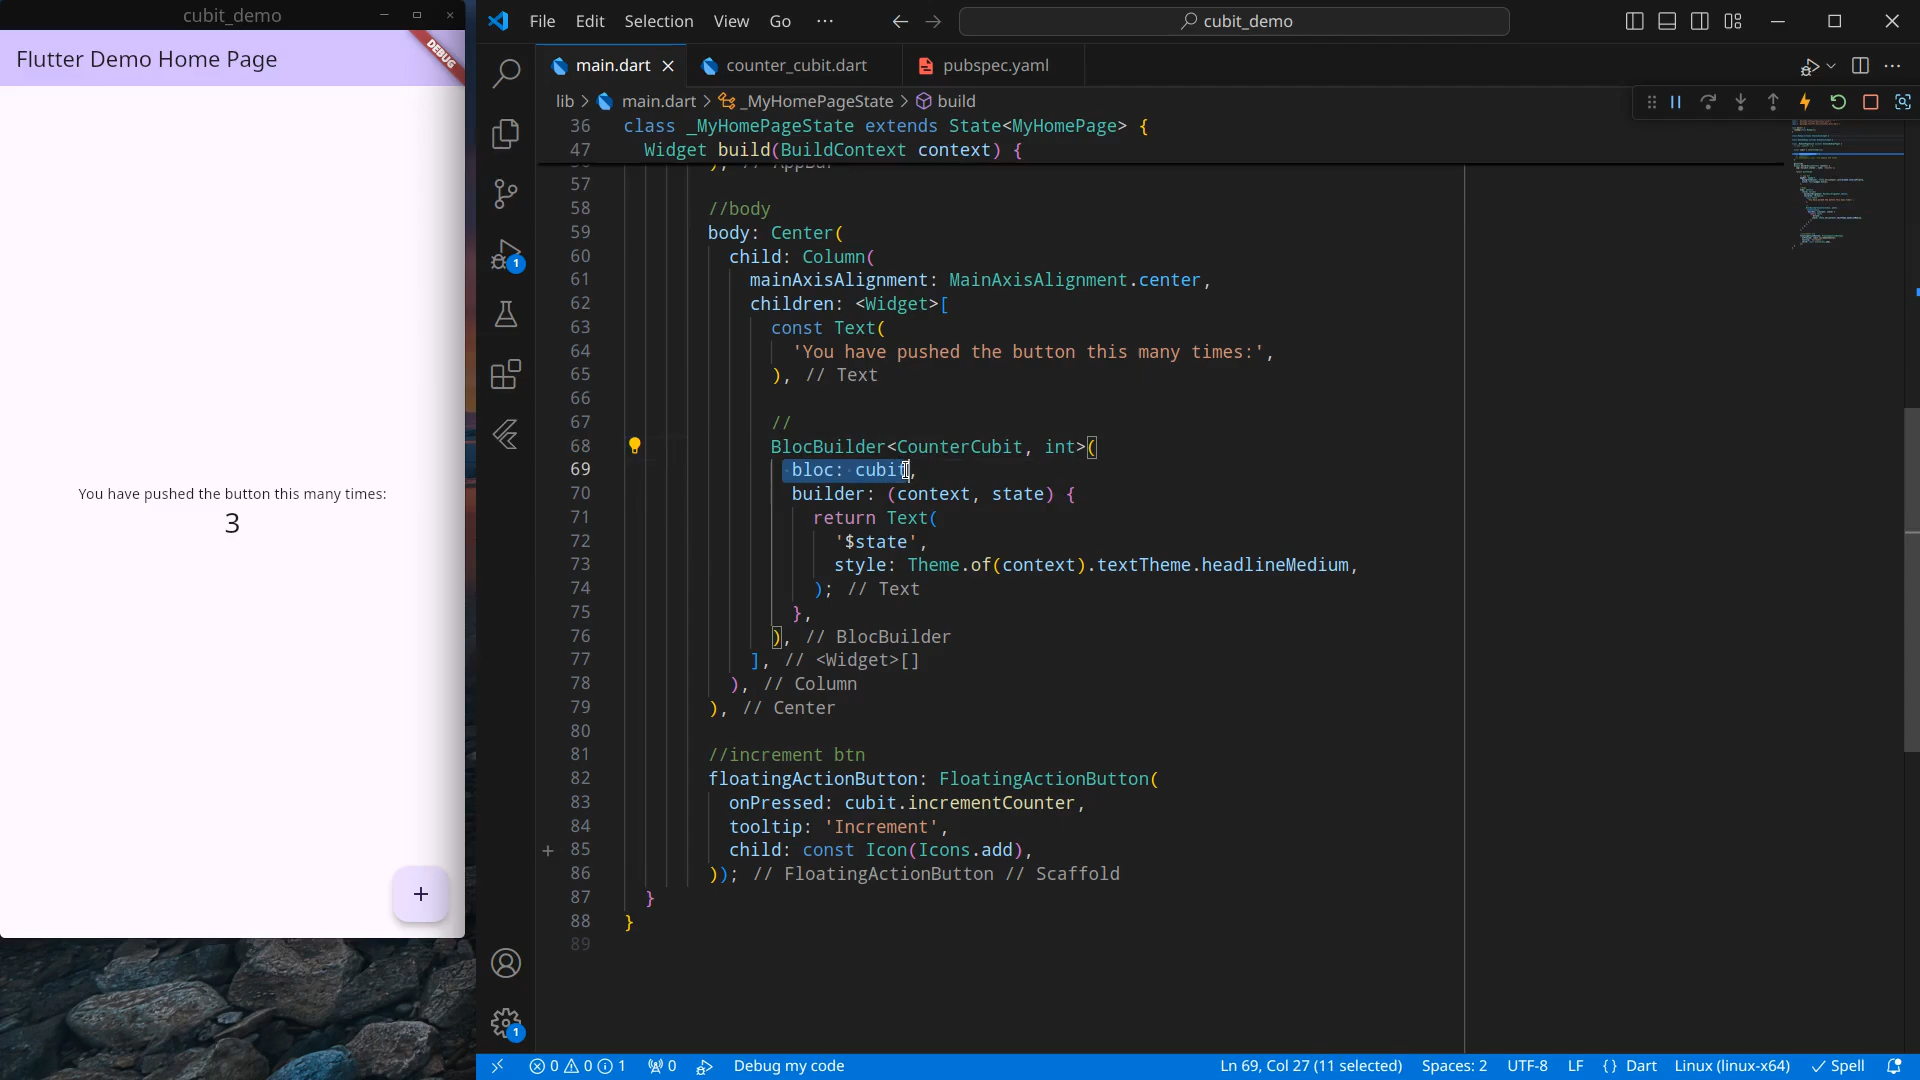 cubit_demo
Flutter Demo Home Page
DEBUG
You have pushed the button this many times:
3
+
File Edit Selection View Go ...
cubit_demo
main.dart
counter_cubit.dart
pubspec.yaml
lib > main.dart > _MyHomePageState > build
36 class _MyHomePageState extends State<MyHomePage> {
47 Widget build(BuildContext context) {
), // AppBar
57
58 //body
59 body: Center(
60 child: Column(
61 mainAxisAlignment: MainAxisAlignment.center,
62 children: <Widget>[
63 const Text(
64 'You have pushed the button this many times:',
65 ), // Text
66
67 //
68 BlocBuilder<CounterCubit, int>(
69 bloc: cubit,
70 builder: (context, state) {
71 return Text(
72 '$state',
73 style: Theme.of(context).textTheme.headlineMedium,
74 ); // Text
75 },
76 ), // BlocBuilder
77 ], // <Widget>[]
78 ), // Column
79 ), // Center
80
81 //increment btn
82 floatingActionButton: FloatingActionButton(
83 onPressed: cubit.incrementCounter,
84 tooltip: 'Increment',
85 child: const Icon(Icons.add),
86 )); // FloatingActionButton // Scaffold
87 }
88 }
89
1
1
0 0 1 0 Debug my code Ln 69, Col 27 (11 selected) Spaces: 2 UTF-8 LF {} Dart Linux (linux-x64) Spell